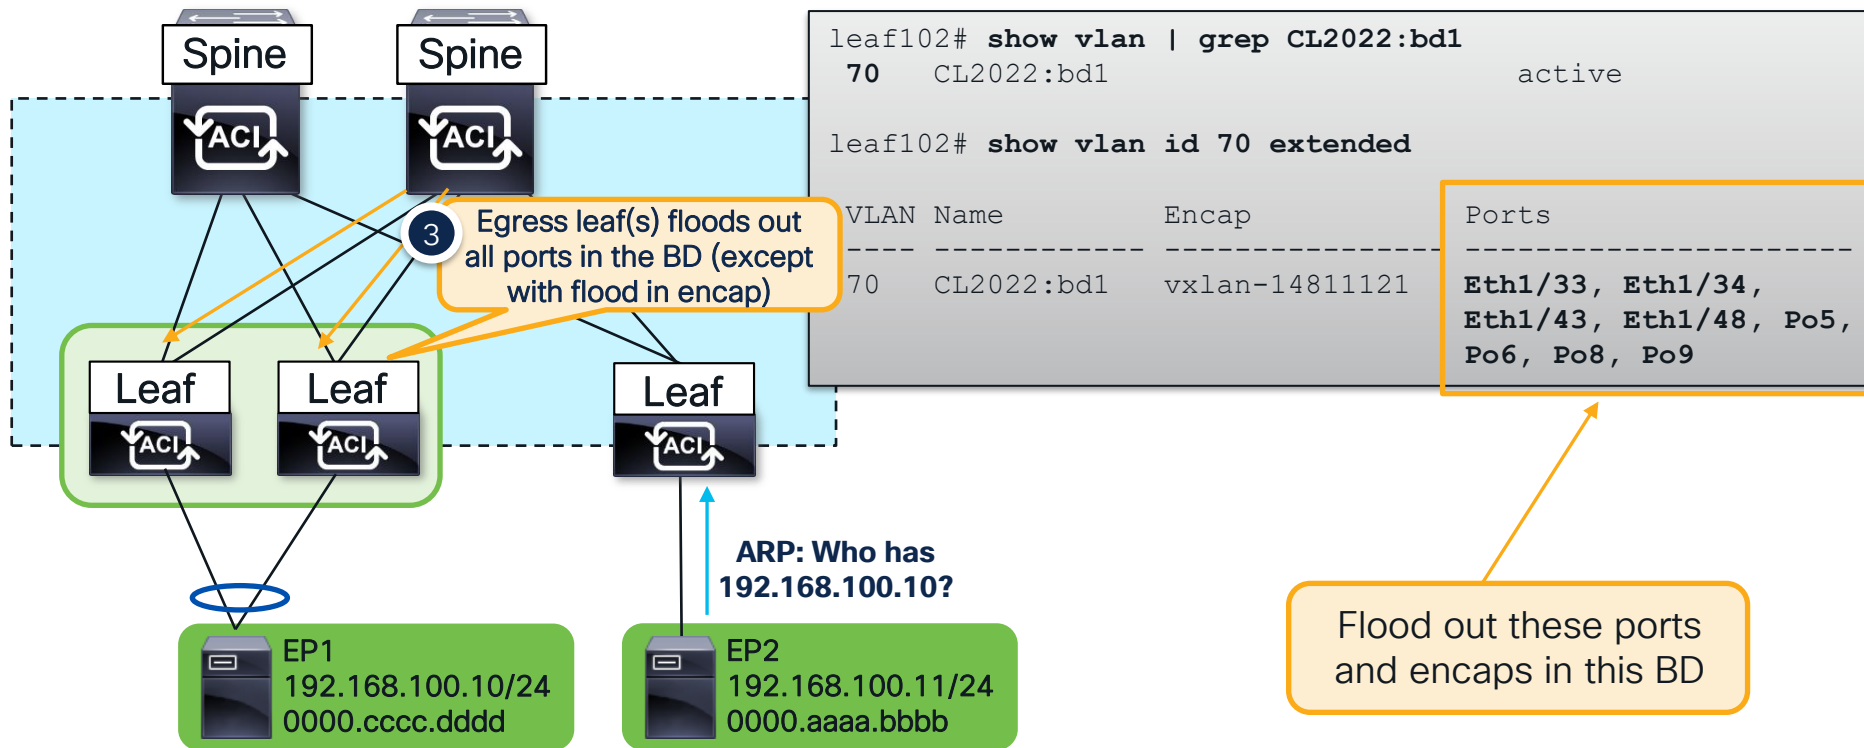 Spine
Spine
ACI
ACI
3
Egress leaf(s) floods out
all ports in the BD (except
with flood in encap)
Leaf
Leaf
Leaf
ACI
ACI
ACI
ARP: Who has
192.168.100.10?
EP1
192.168.100.10/24
0000.cccc.dddd
EP2
192.168.100.11/24
0000.aaaa.bbbb
leaf102# show vlan | grep CL2022:bd1
70 CL2022:bd1 active
leaf102# show vlan id 70 extended
VLAN Name Encap Ports
---- ------------ ---------------- ----------------------
70 CL2022:bd1 vxlan-14811121 Eth1/33, Eth1/34,
Eth1/43, Eth1/48, Po5,
Po6, Po8, Po9
Flood out these ports
and encaps in this BD